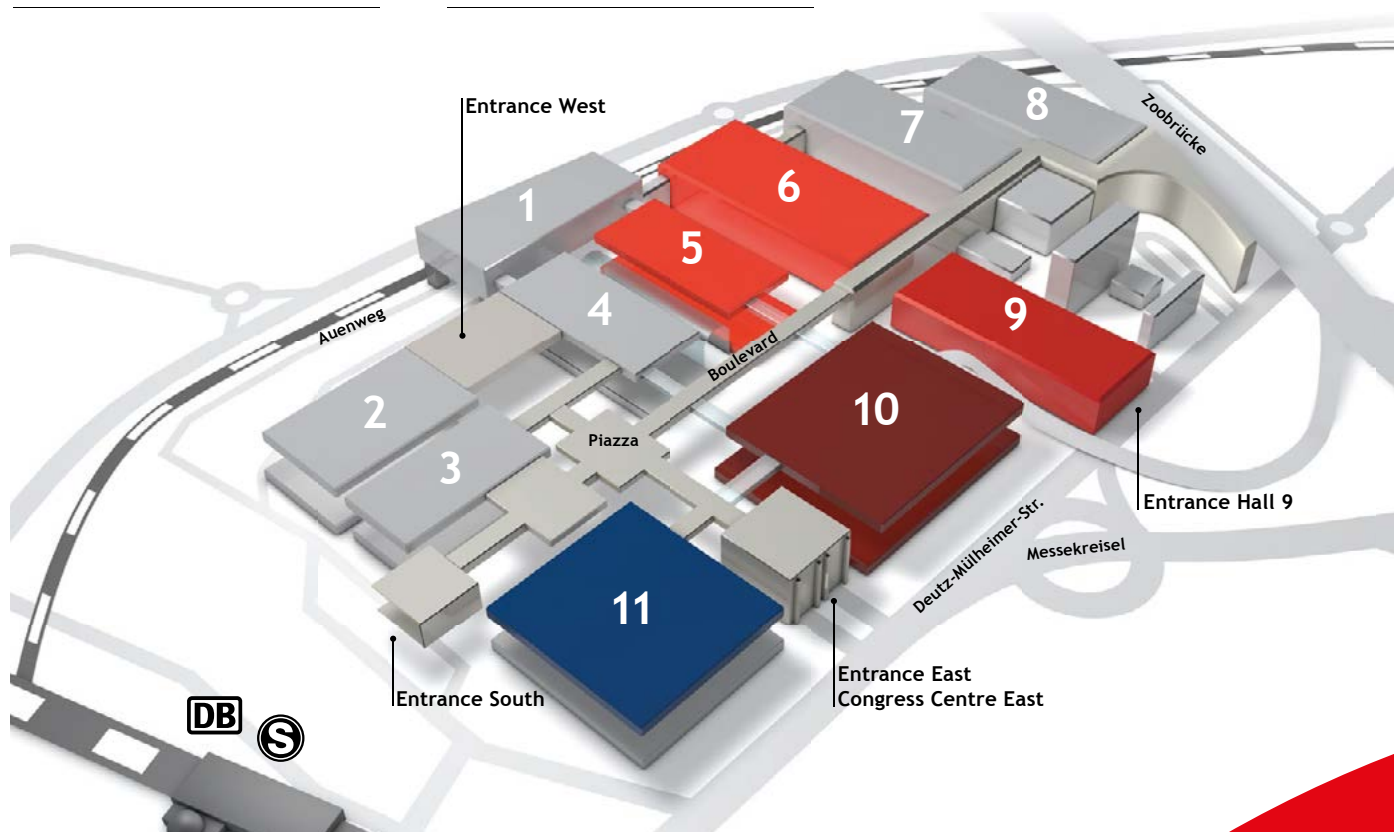 Entrance West
8
7
Zoobrücke
6
1
5
4
9
Auenweg
Boulevard
2
10
Piazza
3
Entrance Hall 9
Deutz-Mülheimer-Str.
Messekreisel
11
Entrance East
Congress Centre East
Entrance South
DB
S